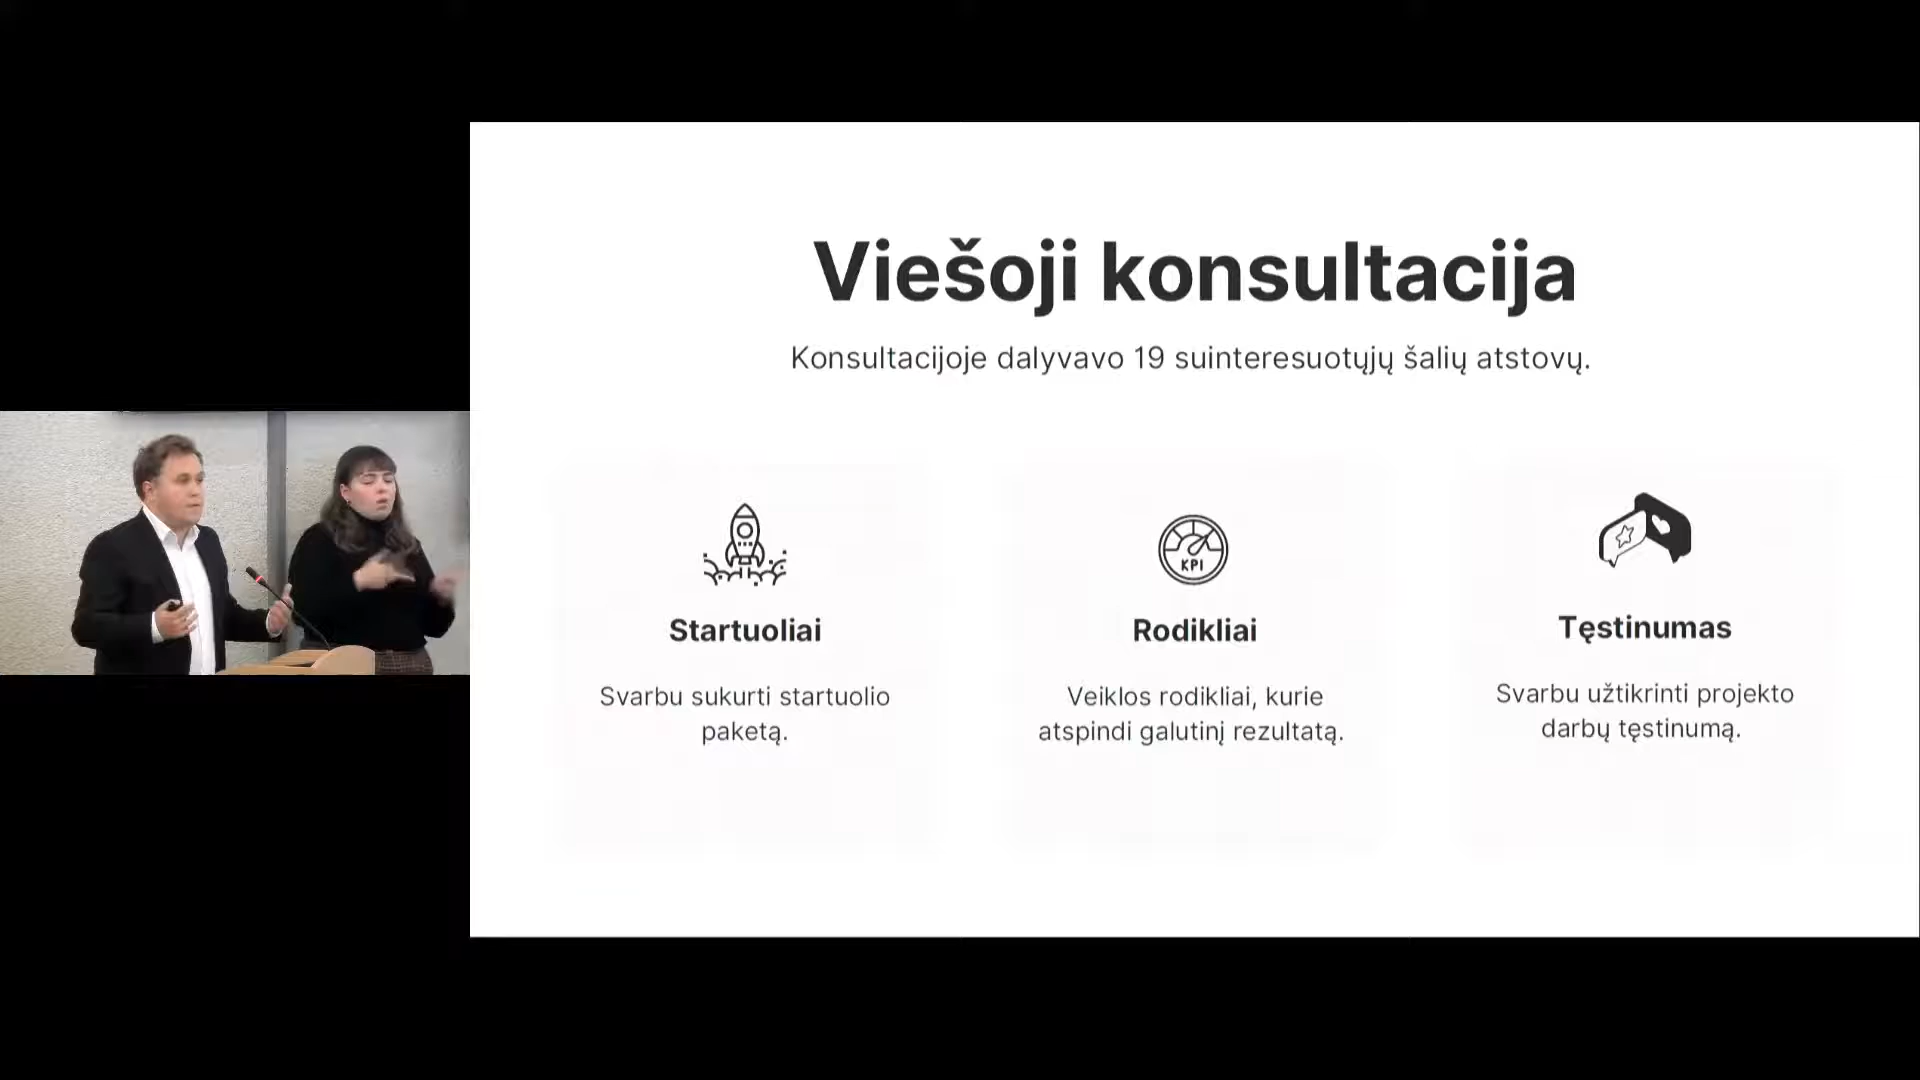 Viešoji konsultacija
Konsultacijoje dalyvavo 19 suinteresuotųjų šalių atstovų.
Startuoliai
Svarbu sukurti startuolio
paketą.
KPI
Rodikliai
Veiklos rodikliai, kurie
atspindi galutinį rezultatą.
Tęstinumas
Svarbu užtikrinti projekto
darbų tęstinumą.